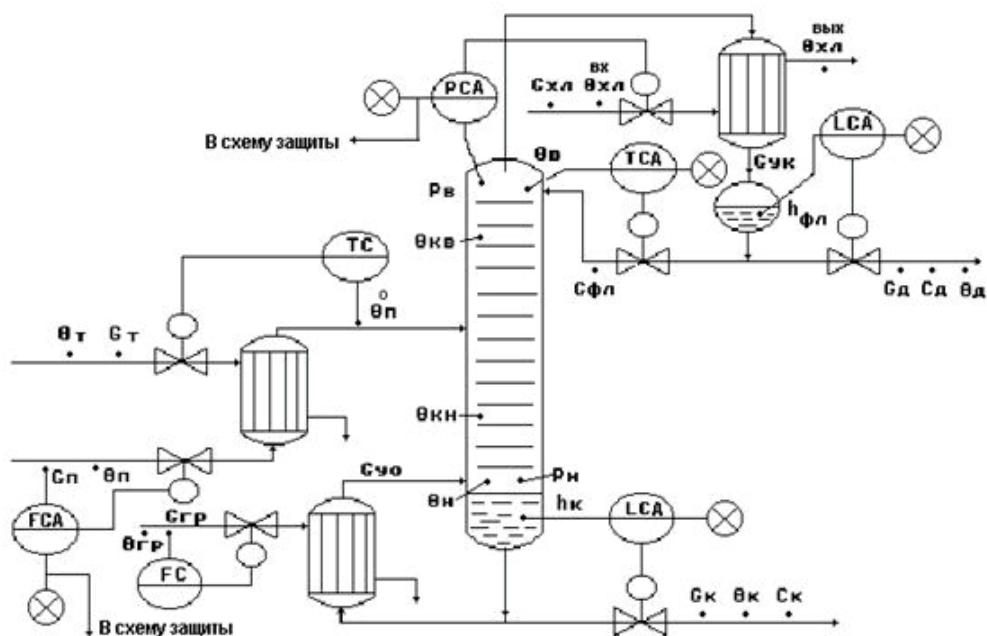 вых
θхл
вх
Gхл θхл
PCA
LCA
В схему защиты
Gук
θв
TCA
Pв
hфл
θкв
TC
Gфл
Gд Cд θд
о
θп
θт Gт
θкн
Gп θп
Gуо
Pн
θн
hк
LCA
FCA
Gгр
θгр
FC
Gк θк Cк
В схему защиты